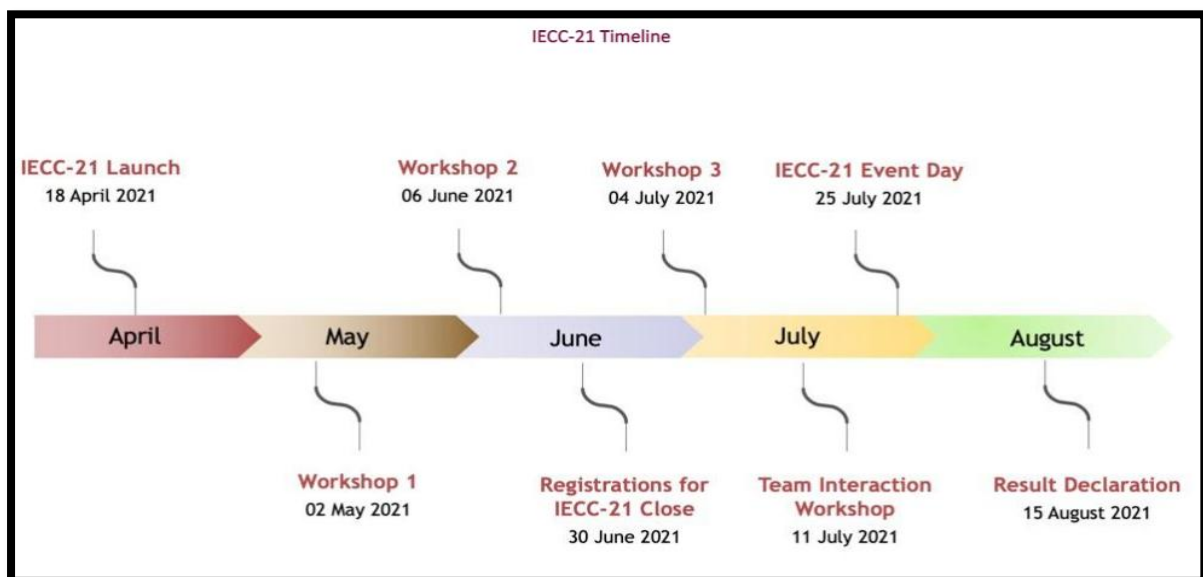 IECC-21 Timeline
IECC-21 Launch
18 April 2021
Workshop 2
06 June 2021
Workshop 3
04 July 2021
IECC-21 Event Day
25 July 2021
April
May
June
July
August
Workshop 1
02 May 2021
Registrations for
IECC-21 Close
30 June 2021
Team Interaction
Workshop
11 July 2021
Result Declaration
15 August 2021